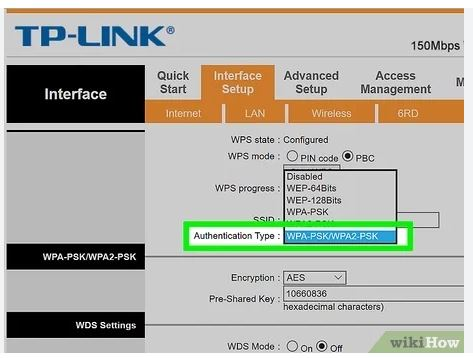 TP-LINK®
150Mbps
Interface
Quick Start
Interface Setup
Advanced Setup
Access Management
M
Internet
LAN
Wireless
6RD
WPS state : Configured
WPS mode : PIN code PBC
Disabled
WEP-64Bits
WPS progress :
WEP-128Bits
WPA-PSK
SSID
Authentication Type : WPA-PSK/WPA2-PSK
WPA-PSK/WPA2-PSK
Encryption : AES
Pre-Shared Key : 10660836
hexadecimal characters)
WDS Settings
WDS Mode : On Off
wikiHow